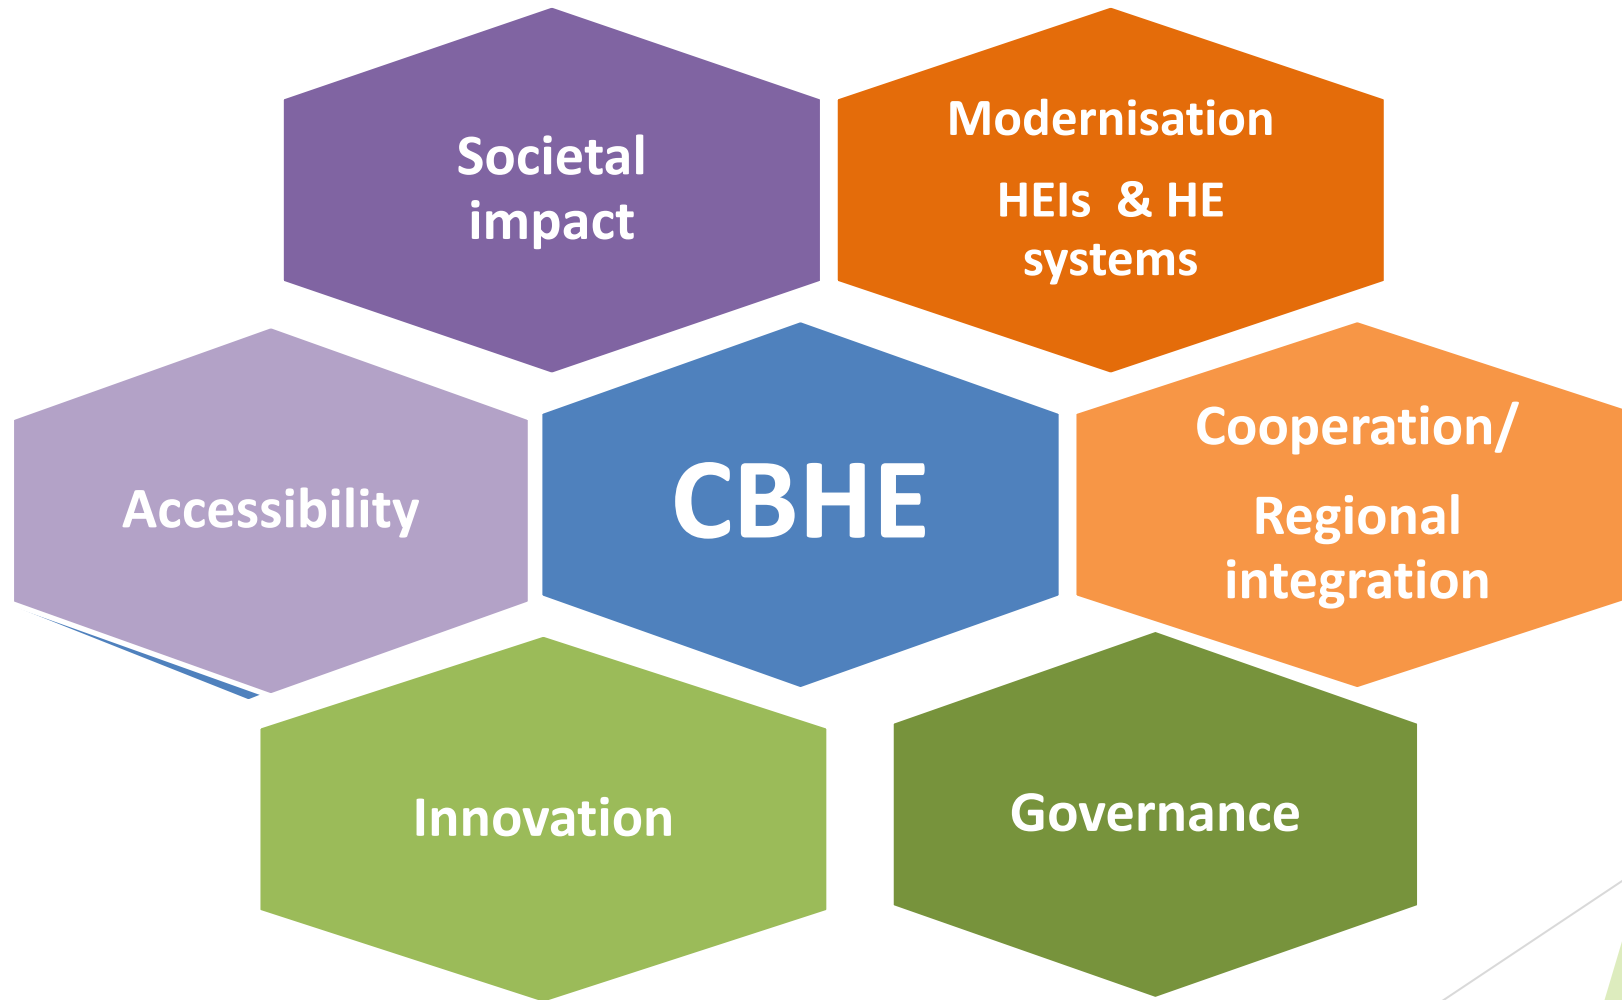 Societal
impact
Modernisation
HEIs & HE
systems
Accessibility
CBHE
Cooperation/
Regional
integration
Innovation
Governance